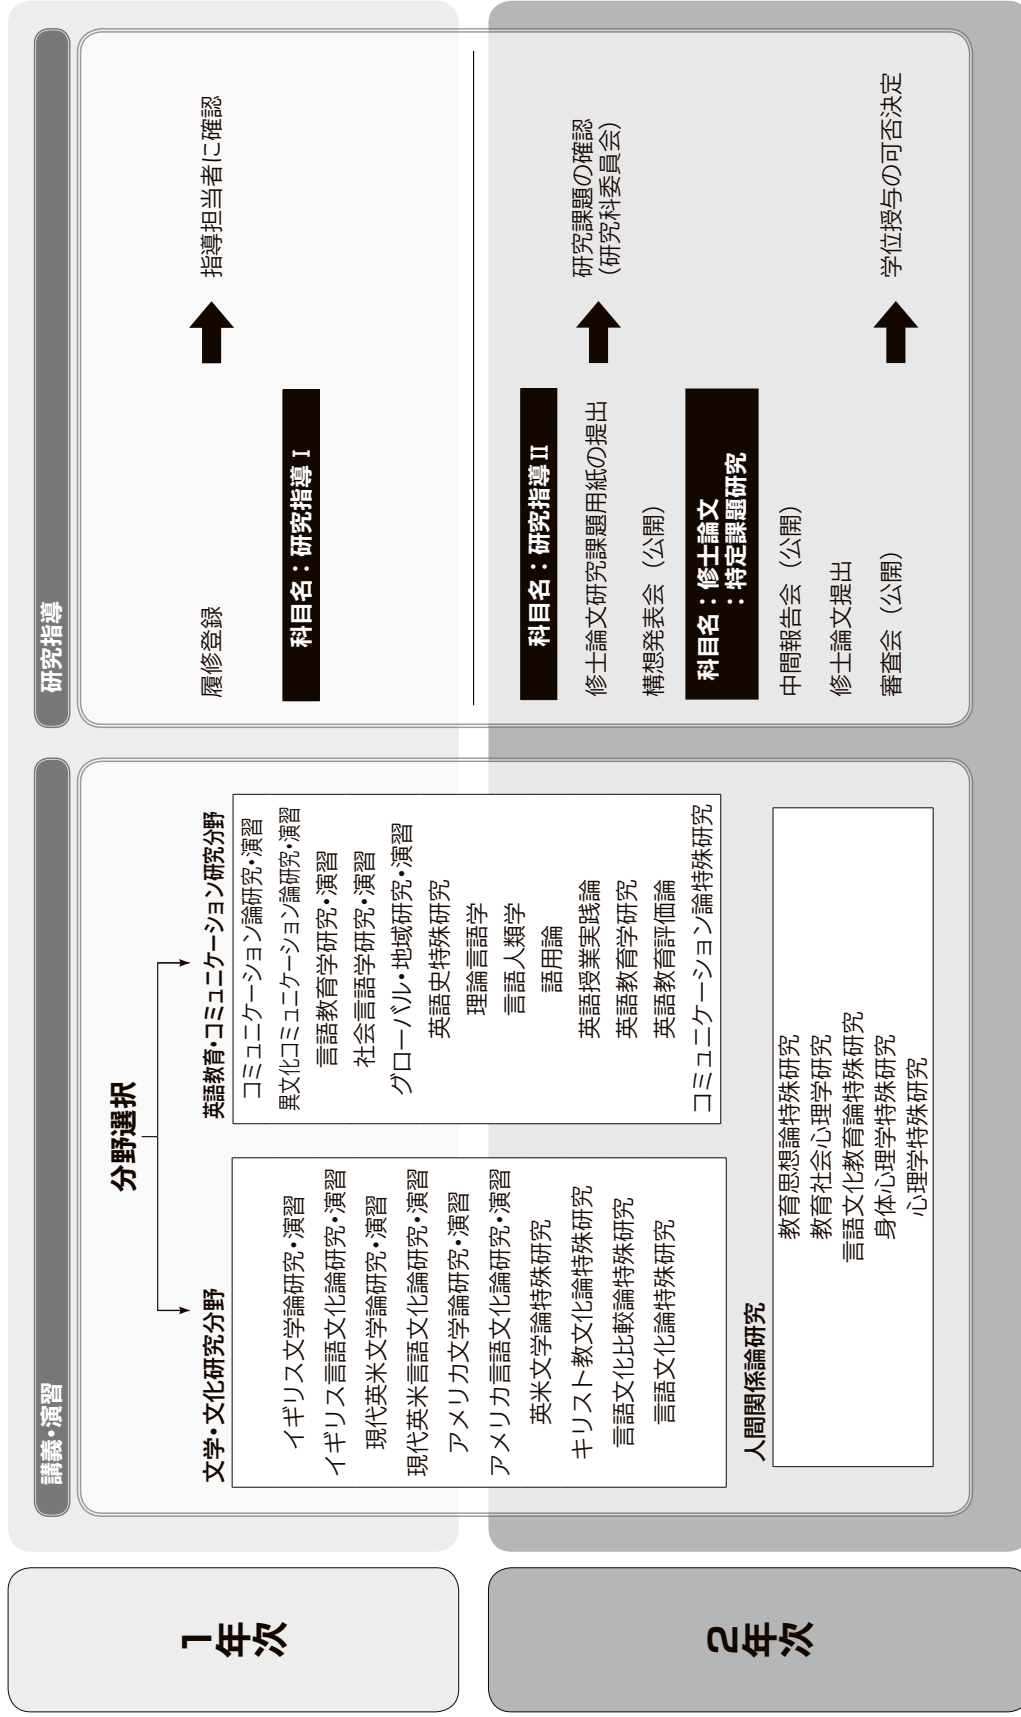 1年次
2年次
講義・演習
分野選択
文学・文化研究分野
イギリス文学論研究・演習
イギリス言語文化論研究・演習
現代英米文学論研究・演習
現代英米言語文化論研究・演習
アメリカ文学論研究・演習
アメリカ言語文化論研究・演習
英米文学論特殊研究
キリスト教文化論特殊研究
言語文化比較論特殊研究
言語文化論特殊研究
英語教育・コミュニケーション研究分野
コミュニケーション論研究・演習
異文化コミュニケーション論研究・演習
言語教育学研究・演習
社会言語学研究・演習
グローバル・地域研究・演習
英語史特殊研究
理論言語学
言語人類学
語用論
英語授業実践論
英語教育学研究
英語教育評価論
コミュニケーション論特殊研究
人間関係論研究
教育思想論特殊研究
教育社会心理学研究
言語文化教育論特殊研究
身体心理学特殊研究
心理学特殊研究
研究指導
履修登録
指導担当者に確認
科目名：研究指導Ⅰ
科目名：研究指導Ⅱ
修士論文研究課題用紙の提出
研究課題の確認
（研究科委員会）
構想発表会（公開）
科目名：修士論文
：特定課題研究
中間報告会（公開）
修士論文提出
審査会（公開）
学位授与の可否決定